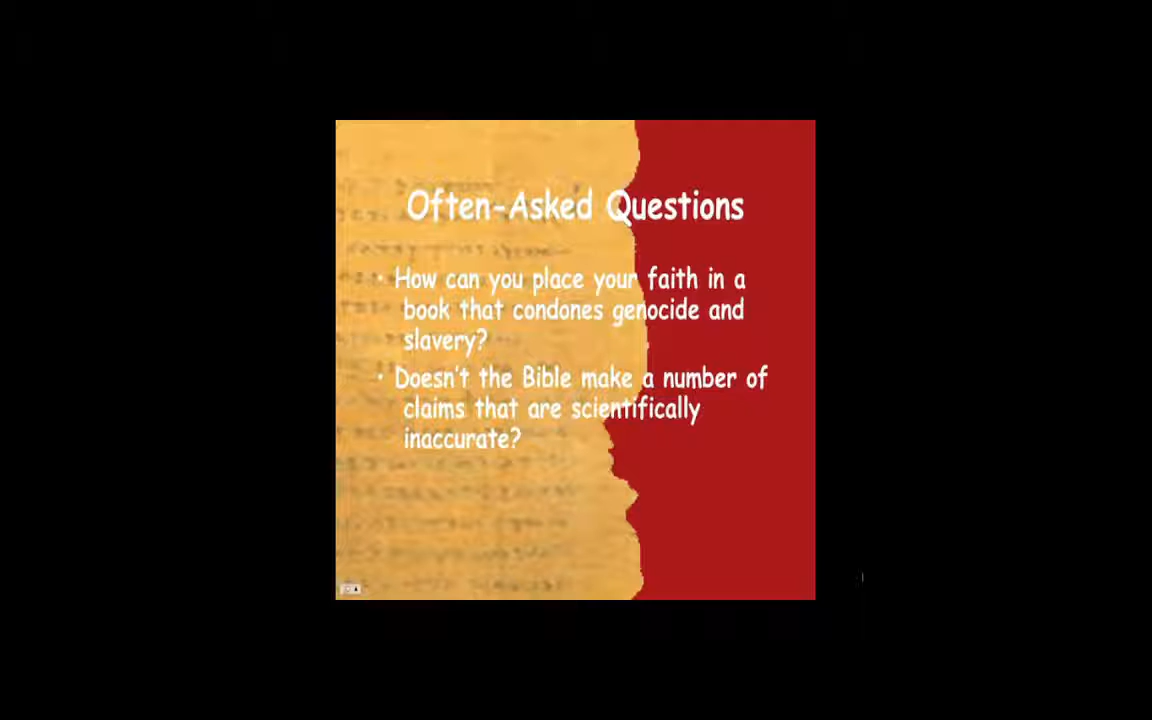 Often-Asked Questions
• How can you place your faith in a
book that condones genocide and
slavery?
• Doesn't the Bible make a number of
claims that are scientifically
inaccurate?